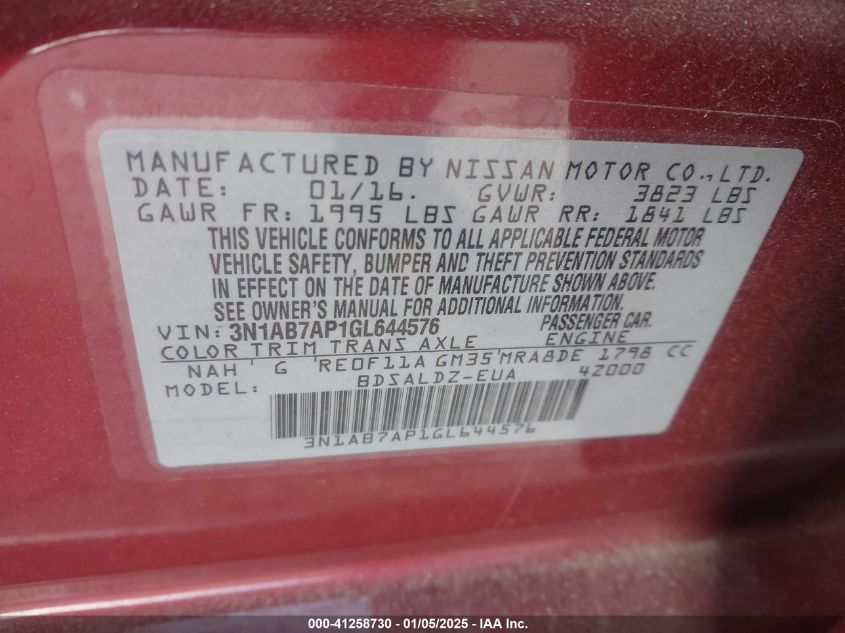 MANUFACTURED BY NISSAN MOTOR CO., LTD.
DATE: 01/16. GVWR: 3823 LBS
GAWR FR: 1995 LBS GAWR RR: 1841 LBS
THIS VEHICLE CONFORMS TO ALL APPLICABLE FEDERAL MOTOR
VEHICLE SAFETY, BUMPER AND THEFT PREVENTION STANDARDS
IN EFFECT ON THE DATE OF MANUFACTURE SHOWN ABOVE.
SEE OWNER'S MANUAL FOR ADDITIONAL INFORMATION.
VIN: 3N1AB7AP1GL644576 PASSENGER CAR.
COLOR TRIM TRANS AXLE ENGINE
NAH G RE0F11A GM35 MRA8DE 1798 CC
MODEL: BDSALDZ-EUA 4Z000
3N1AB7AP1GL644576
000-41258730 — 01/05/2025 — IAA Inc.